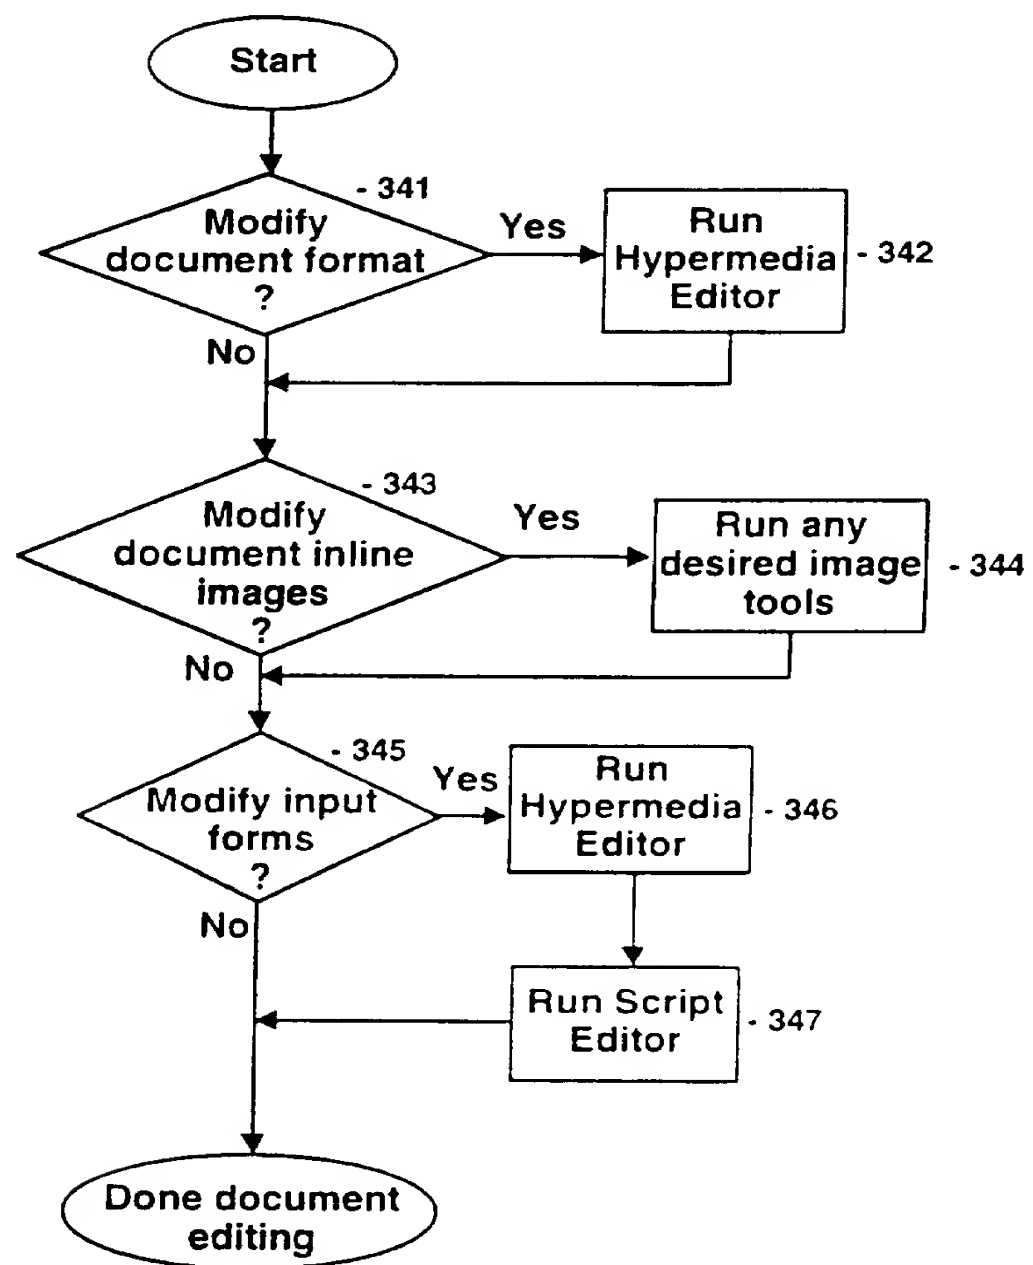 Start
- 341
Modify
document format
?
Yes
Run
Hypermedia
Editor
- 342
No
- 343
Modify
document inline
images
?
Yes
Run any
desired image
tools
- 344
No
- 345
Modify input
forms
?
Yes
Run
Hypermedia
Editor
- 346
No
Run Script
Editor
- 347
Done document
editing